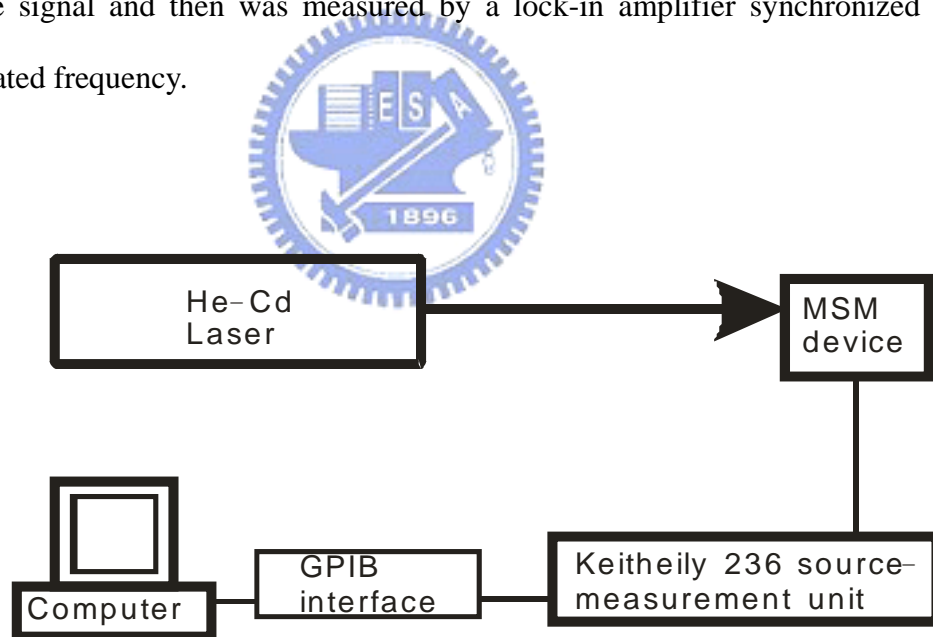 e signal and then was measured by a lock-in amplifier synchronized
ated frequency.
E S A
1896
He-Cd
Laser
MSM
device
Computer
GPIB
interface
Keitheily 236 source-
measurement unit